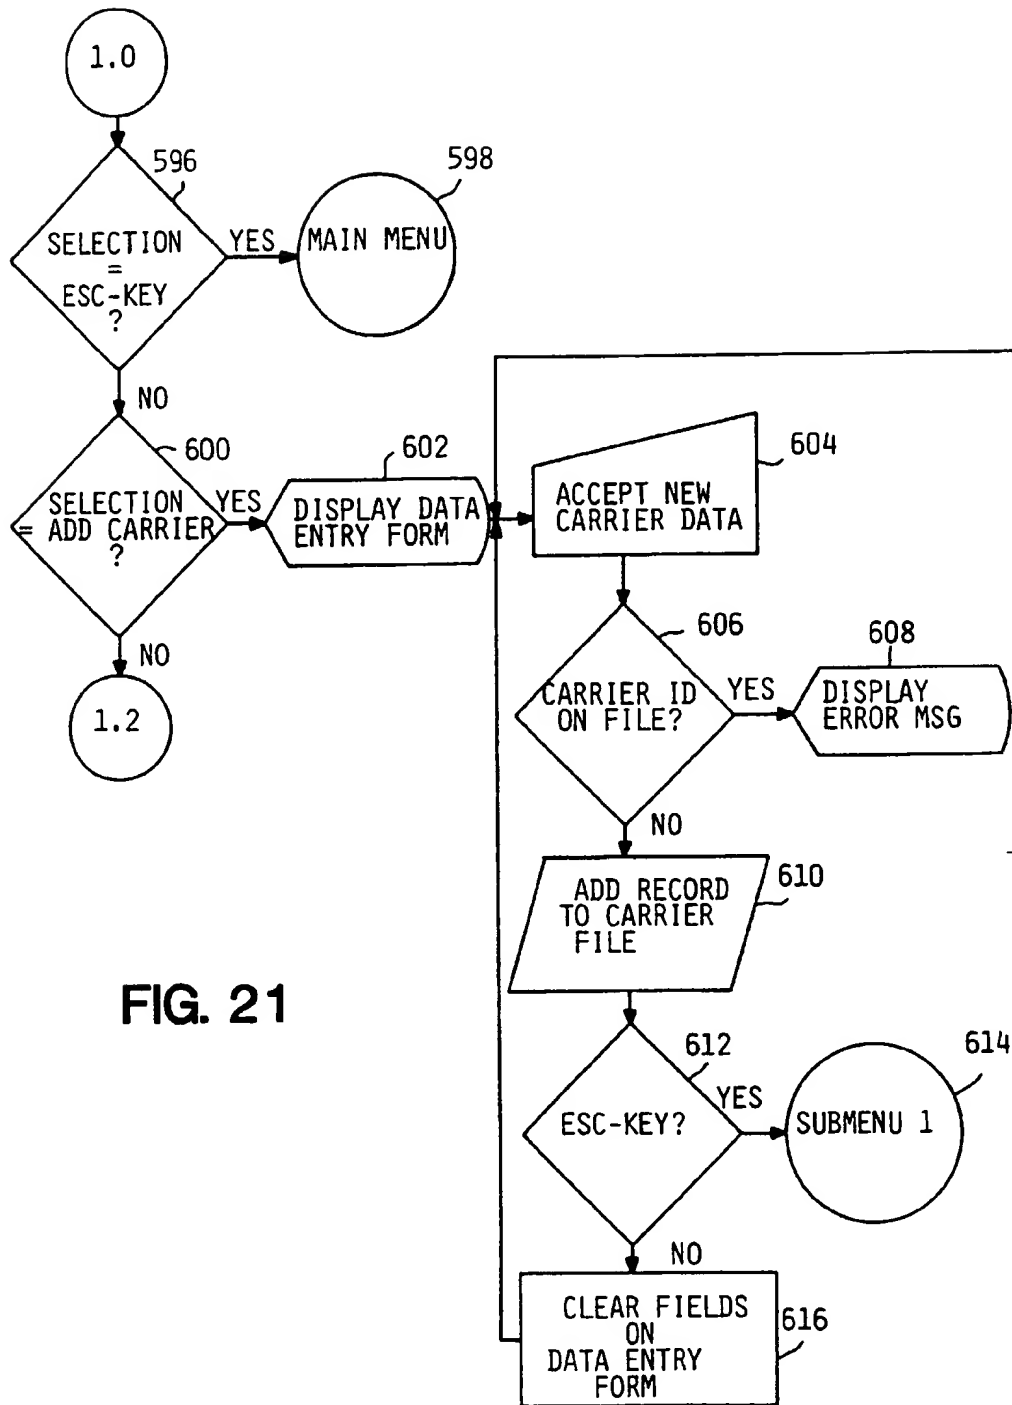 1.0
596
SELECTION
=
ESC-KEY
?
YES
598
MAIN MENU
NO
600
SELECTION
= ADD CARRIER
?
YES
602
DISPLAY DATA
ENTRY FORM
604
ACCEPT NEW
CARRIER DATA
NO
1.2
606
CARRIER ID
ON FILE?
YES
608
DISPLAY
ERROR MSG
NO
610
ADD RECORD
TO CARRIER
FILE
FIG. 21
612
ESC-KEY?
YES
614
SUBMENU 1
NO
616
CLEAR FIELDS
ON
DATA ENTRY
FORM